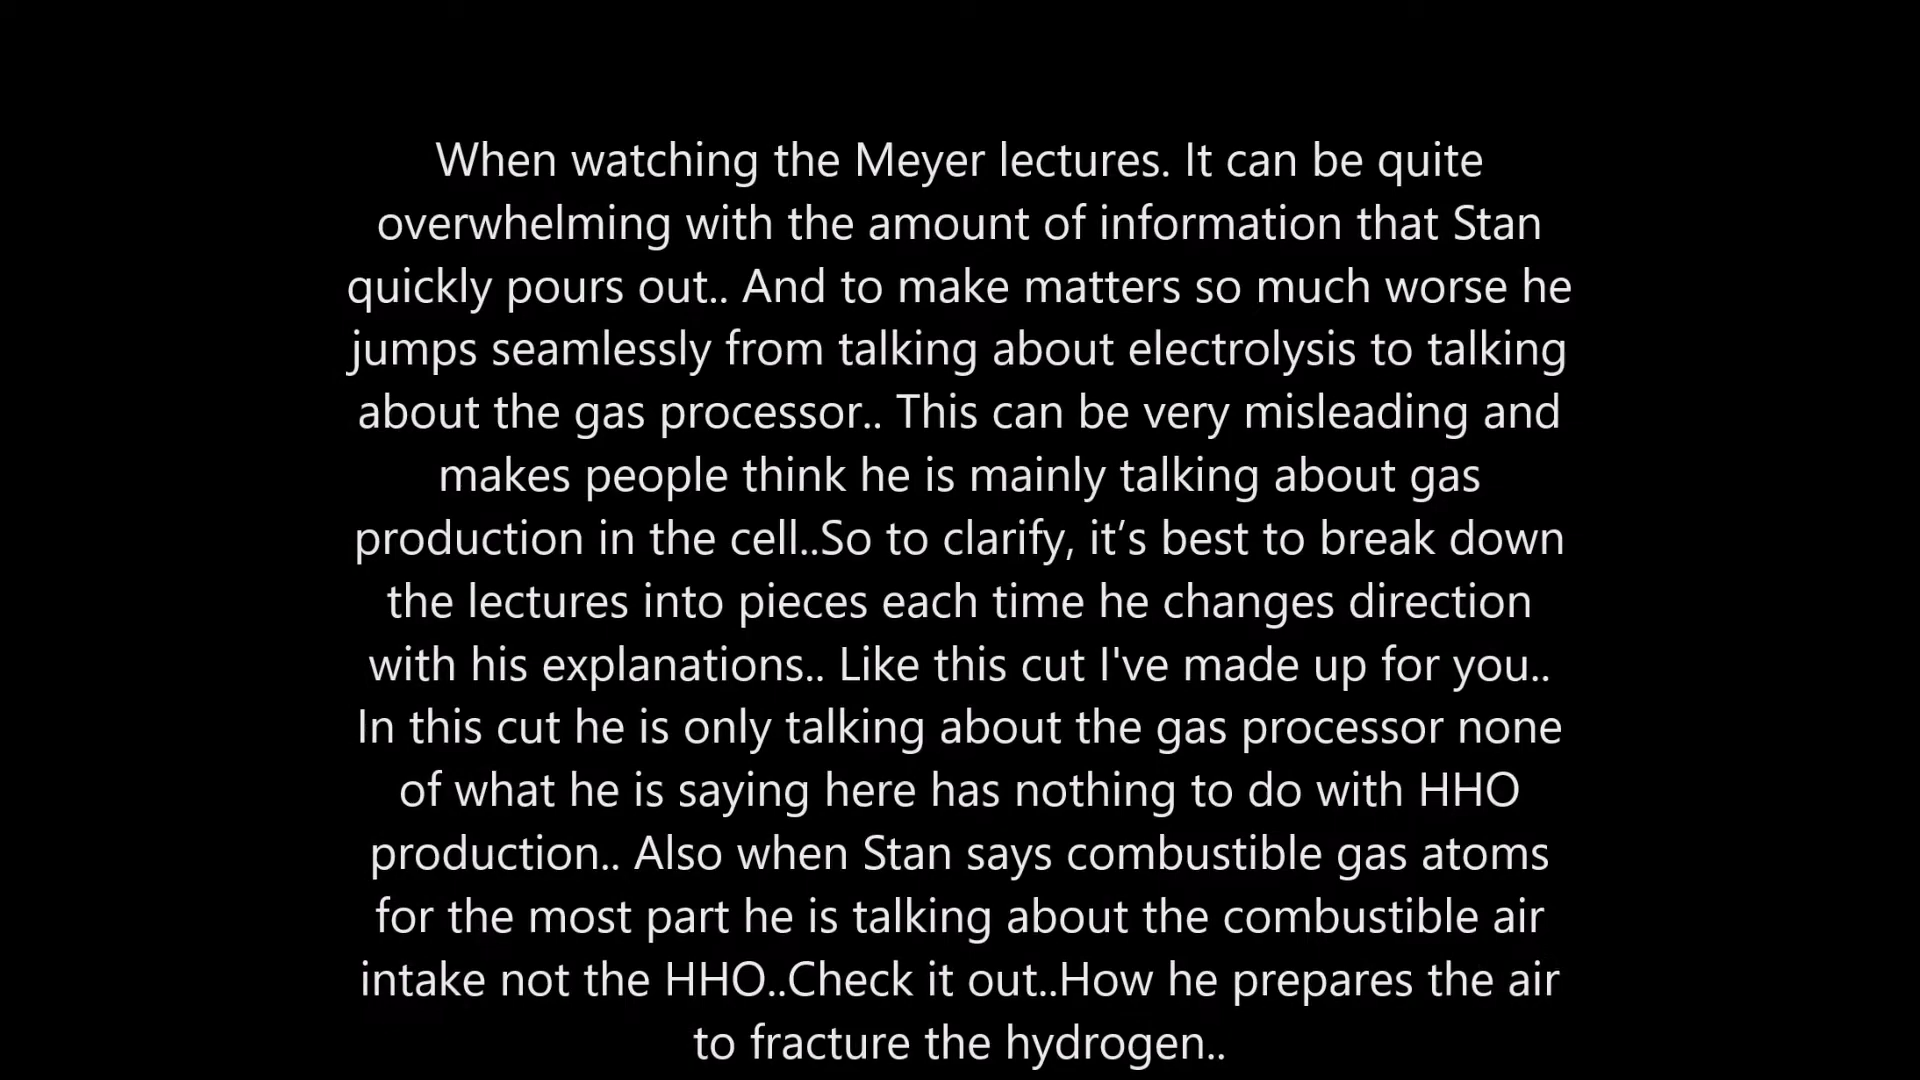 When watching the Meyer lectures. It can be quite
overwhelming with the amount of information that Stan
quickly pours out.. And to make matters so much worse he
jumps seamlessly from talking about electrolysis to talking
about the gas processor.. This can be very misleading and
makes people think he is mainly talking about gas
production in the cell..So to clarify, it’s best to break down
the lectures into pieces each time he changes direction
with his explanations.. Like this cut I've made up for you..
In this cut he is only talking about the gas processor none
of what he is saying here has nothing to do with HHO
production.. Also when Stan says combustible gas atoms
for the most part he is talking about the combustible air
intake not the HHO..Check it out..How he prepares the air
to fracture the hydrogen..